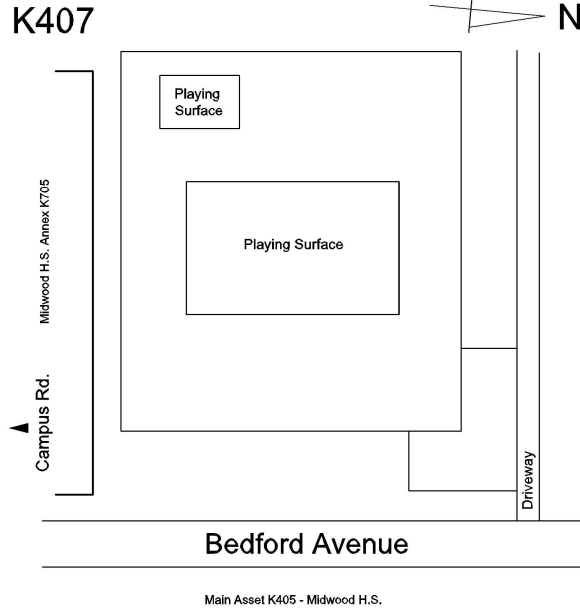 K407
N
Playing
Surface
Midwood H.S. Annex K705
Playing Surface
Campus Rd.
Driveway
Bedford Avenue
Main Asset K405 - Midwood H.S.